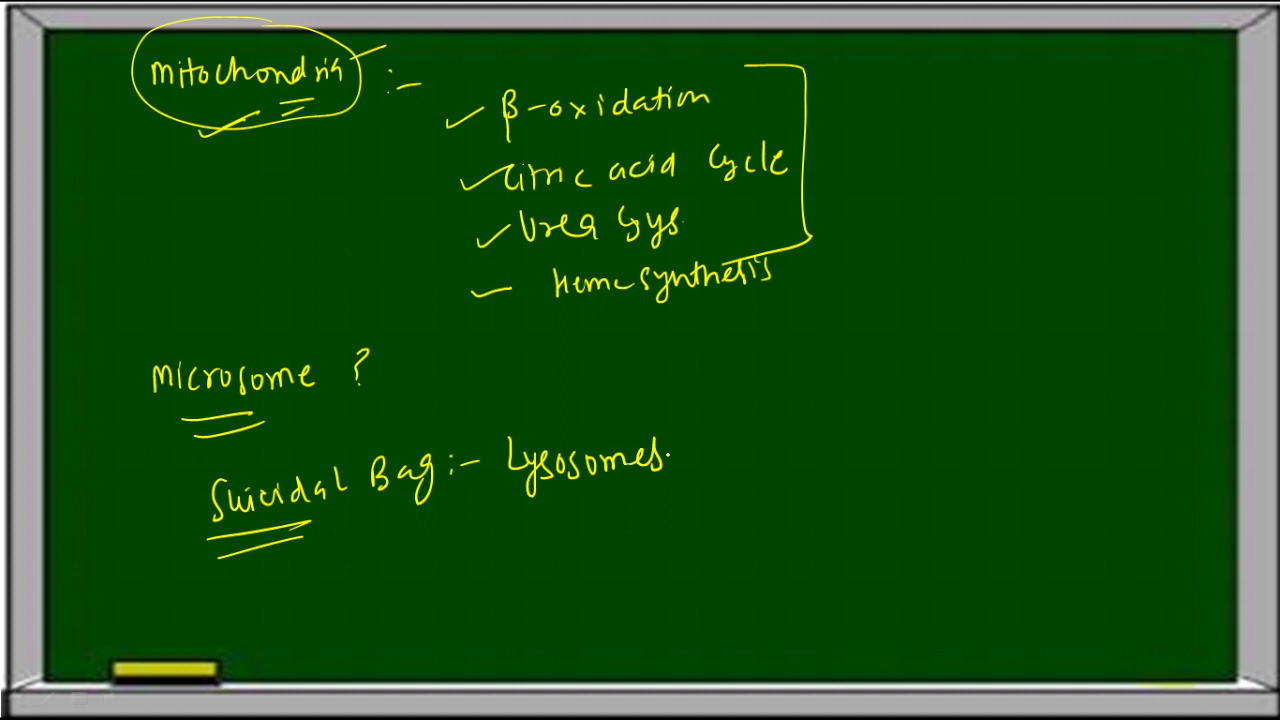 Mitochondria :-
β-oxidation
Citric acid Cycle
Urea Cys.
Heme synthesis
Microsome ?
Suicidal Bag :- Lysosomes.